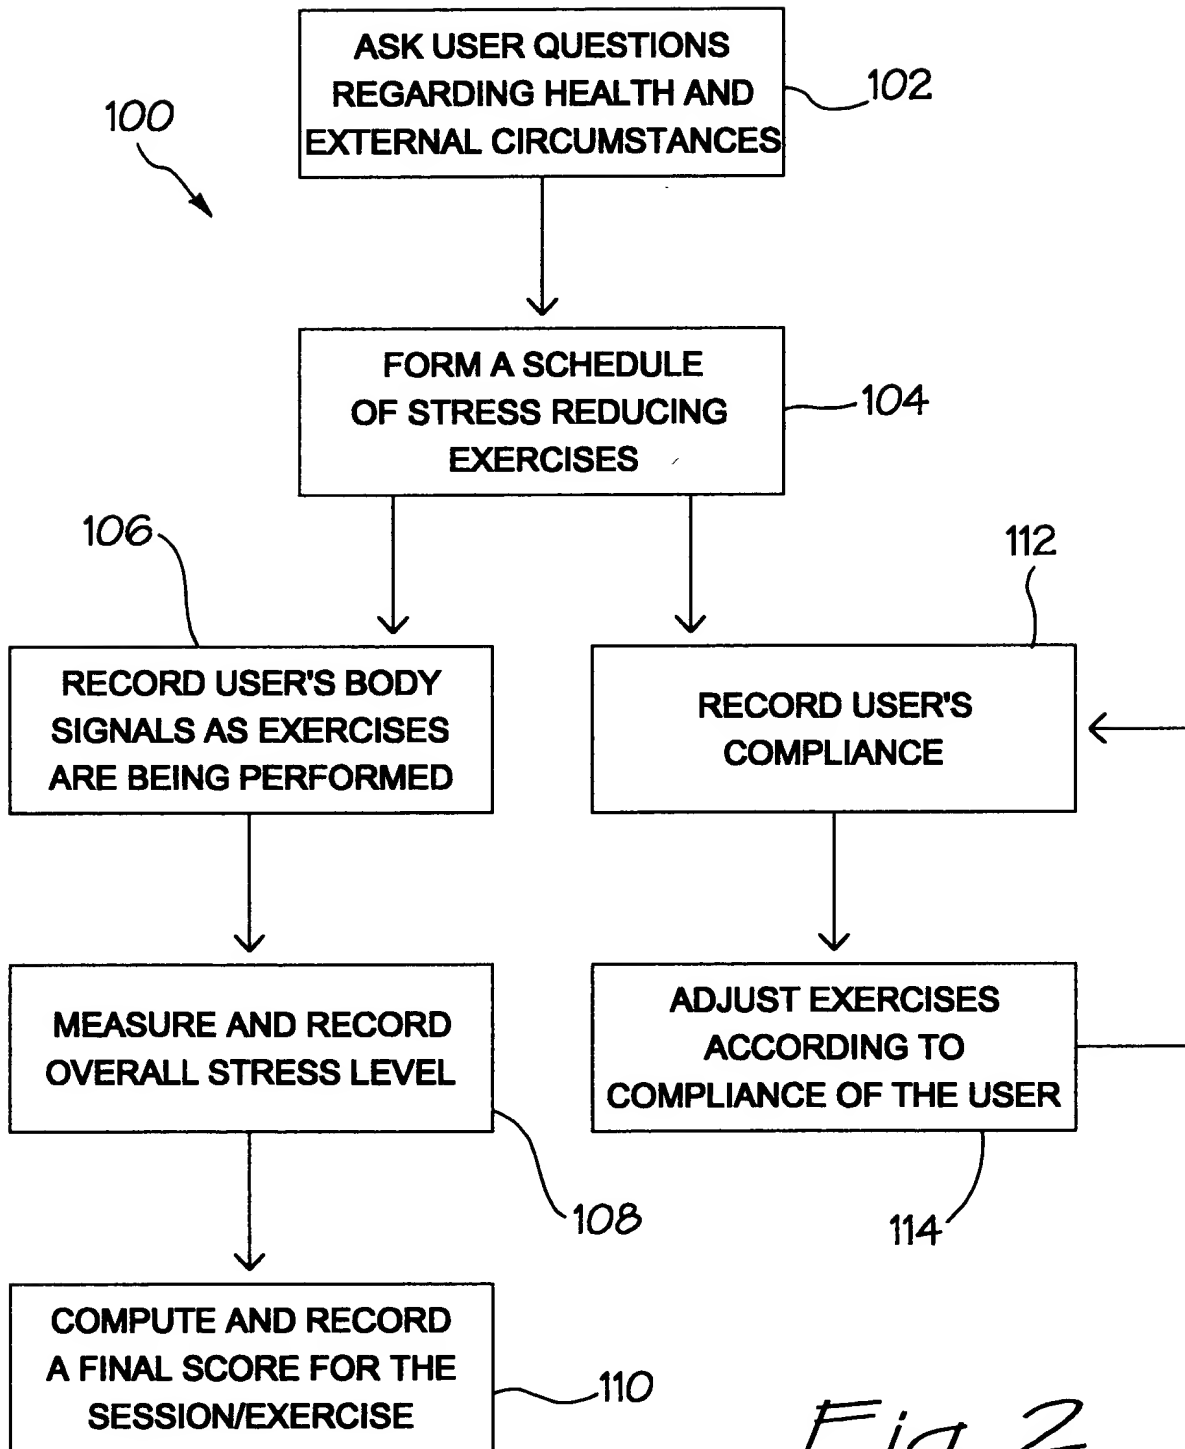 ASK USER QUESTIONS
REGARDING HEALTH AND
EXTERNAL CIRCUMSTANCES
102
100
FORM A SCHEDULE
OF STRESS REDUCING
EXERCISES
104
106
112
RECORD USER'S BODY
SIGNALS AS EXERCISES
ARE BEING PERFORMED
RECORD USER'S
COMPLIANCE
MEASURE AND RECORD
OVERALL STRESS LEVEL
108
ADJUST EXERCISES
ACCORDING TO
COMPLIANCE OF THE USER
114
COMPUTE AND RECORD
A FINAL SCORE FOR THE
SESSION/EXERCISE
110
Fig. 2